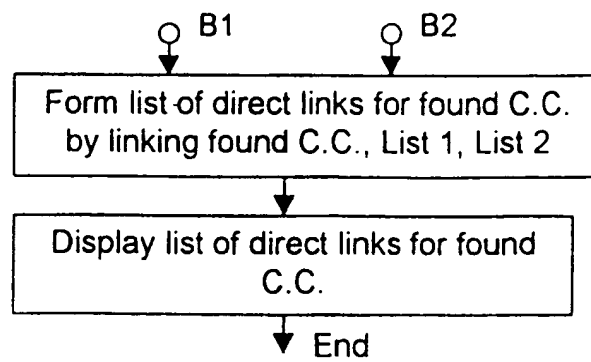 B1 B2
Form list of direct links for found C.C.
by linking found C.C., List 1, List 2
Display list of direct links for found
C.C.
End